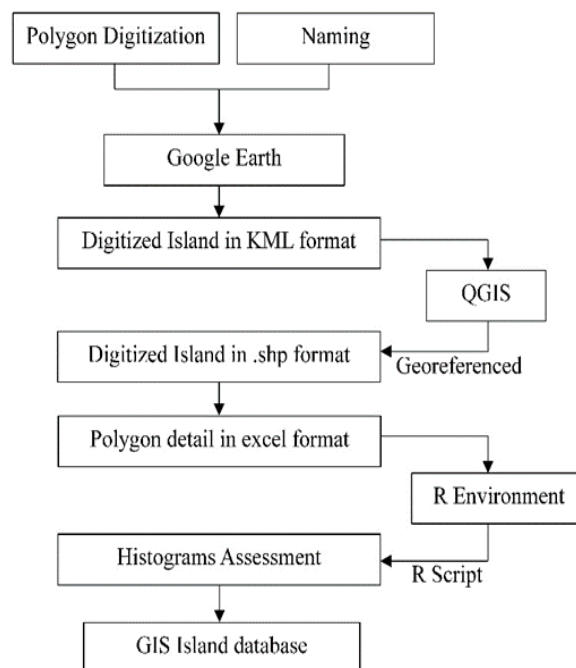 Polygon Digitization
Naming
Google Earth
Digitized Island in KML format
QGIS
Digitized Island in .shp format
Georeferenced
Polygon detail in excel format
R Environment
Histograms Assessment
R Script
GIS Island database